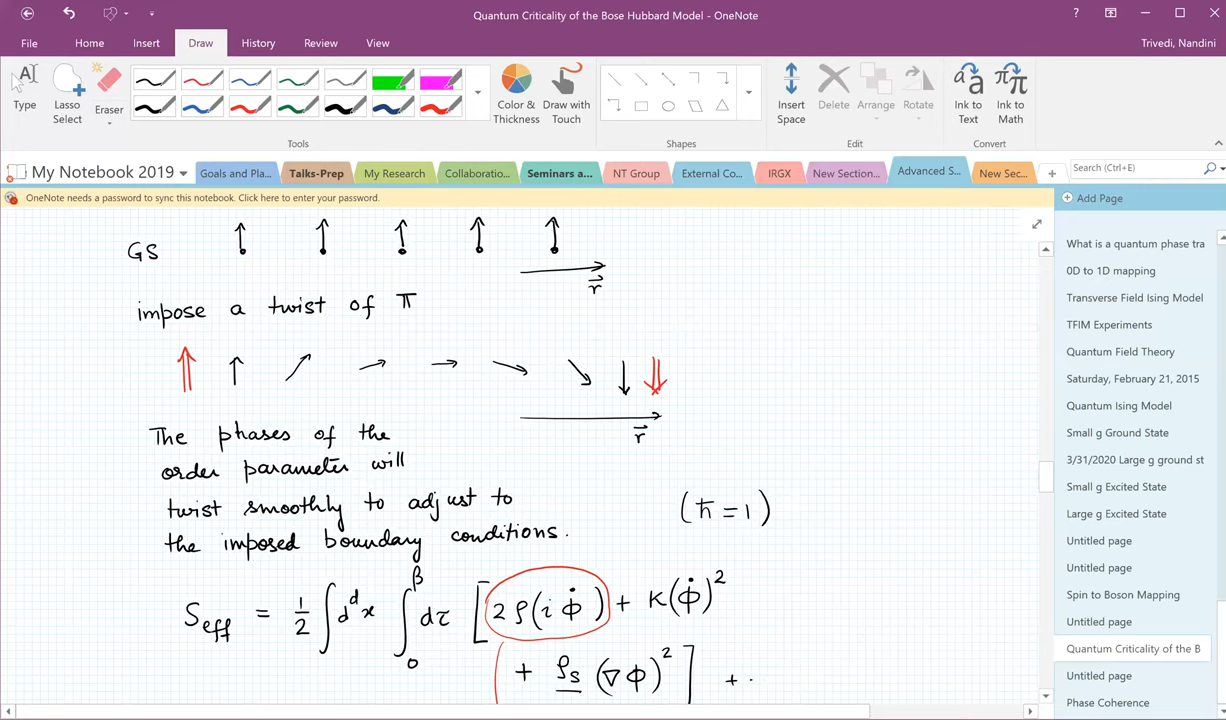 Quantum Criticality of the Bose Hubbard Model - OneNote
?
File Home Insert Draw History Review View
Trivedi, Nandini
Type
Lasso Select
Eraser
Color & Thickness
Draw with Touch
Insert Space
Delete
Arrange
Rotate
Ink to Text
Ink to Math
Tools
Shapes
Edit
Convert
My Notebook 2019
Goals and Pla...
Talks-Prep
My Research
Collaboratio...
Seminars a...
NT Group
External Co...
IRGX
New Section...
Advanced S...
New Sec...
Search (Ctrl+E)
OneNote needs a password to sync this notebook. Click here to enter your password.
Add Page
What is a quantum phase tra
0D to 1D mapping
Transverse Field Ising Model
TFIM Experiments
Quantum Field Theory
Saturday, February 21, 2015
Quantum Ising Model
Small g Ground State
3/31/2020 Large g ground st
Small g Excited State
Large g Excited State
Untitled page
Untitled page
Spin to Boson Mapping
Untitled page
Quantum Criticality of the B
Untitled page
Phase Coherence
GS ↑ ↑ ↑ ↑ ↑
r⃗
impose a twist of π
r⃗
The phases of the
order parameter will
twist smoothly to adjust to
the imposed boundary conditions.
(ħ = 1)
S_eff = 1/2 ∫ d^d x ∫_0^β dτ [ 2ρ(i φ̇) + κ(φ̇)^2
+ ρ_s (∇φ)^2 ] + .